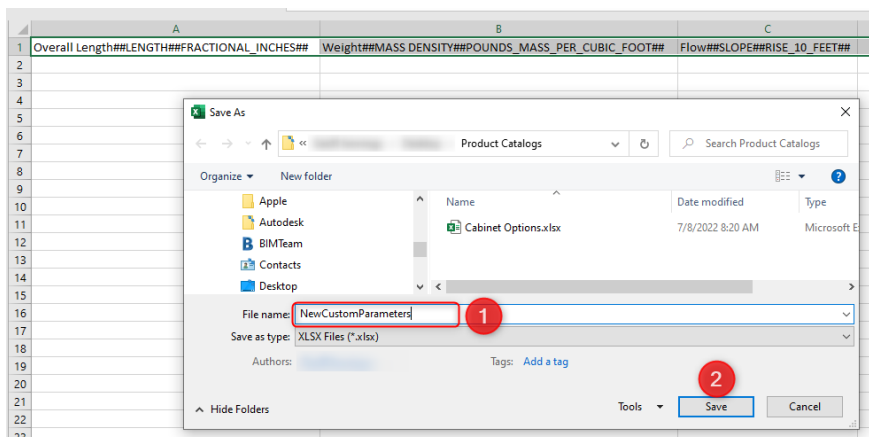 A B C
1 Overall Length##LENGTH##FRACTIONAL_INCHES## Weight##MASS DENSITY##POUNDS_MASS_PER_CUBIC_FOOT## Flow##SLOPE##RISE_10_FEET##
2
3
4
5 Save As
6
7 « Product Catalogs Search Product Catalogs
8
9 Organize New folder ?
10 Apple Name Date modified Type
11 Autodesk Cabinet Options.xlsx 7/8/2022 8:20 AM Microsoft E
12 BIMTeam
13 Contacts
14 Desktop
15
16 File name: NewCustomParameters 1
17 Save as type: XLSX Files (*.xlsx)
18
19 Authors: Tags: Add a tag
20 2
21 Hide Folders Tools Save Cancel
22
23